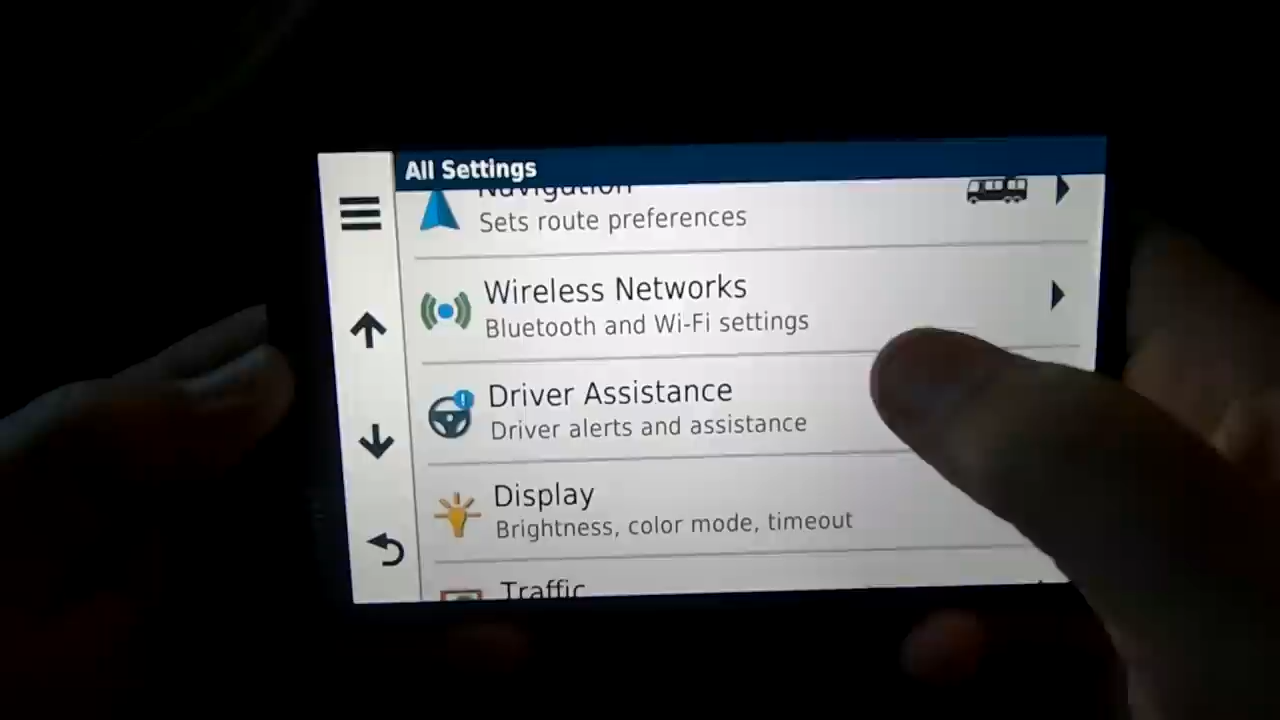 All Settings
Navigation
Sets route preferences
Wireless Networks
Bluetooth and Wi-Fi settings
Driver Assistance
Driver alerts and assistance
Display
Brightness, color mode, timeout
Traffic